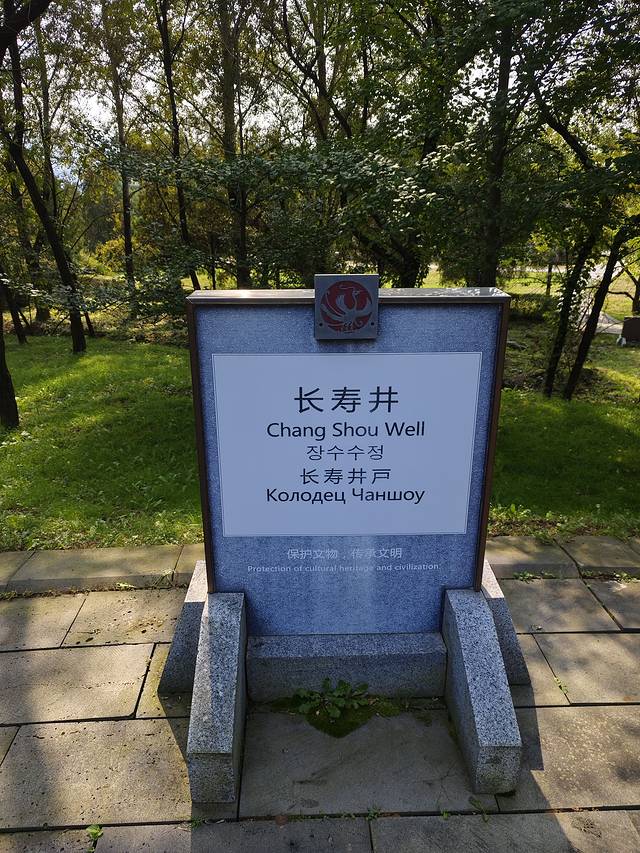 长寿井
Chang Shou Well
장수수정
长寿井戸
Колодец Чаншоу
保护文物，传承文明
Protection of cultural heritage and civilization